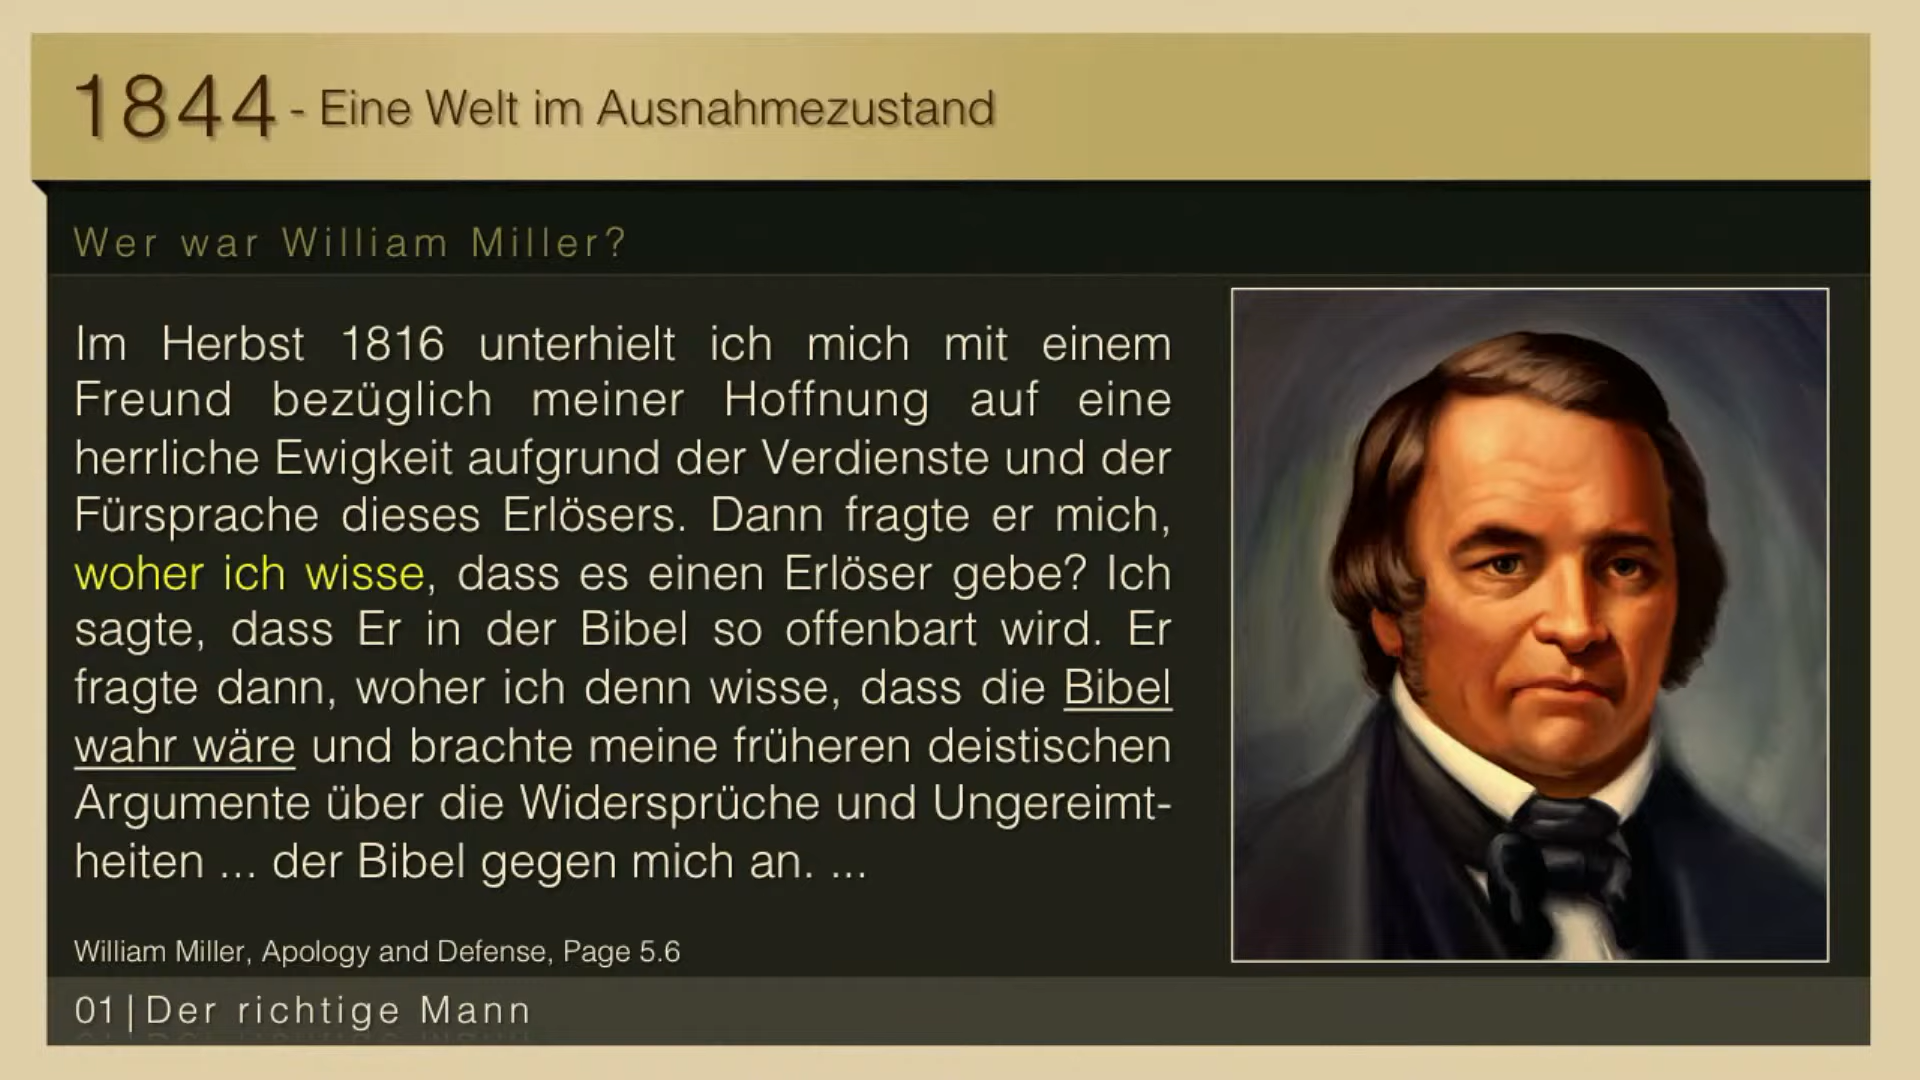 1844 - Eine Welt im Ausnahmezustand
Wer war William Miller?
Im Herbst 1816 unterhielt ich mich mit einem
Freund bezüglich meiner Hoffnung auf eine
herrliche Ewigkeit aufgrund der Verdienste und der
Fürsprache dieses Erlösers. Dann fragte er mich,
woher ich wisse, dass es einen Erlöser gebe? Ich
sagte, dass Er in der Bibel so offenbart wird. Er
fragte dann, woher ich denn wisse, dass die Bibel
wahr wäre und brachte meine früheren deistischen
Argumente über die Widersprüche und Ungereimt-
heiten ... der Bibel gegen mich an. ...
William Miller, Apology and Defense, Page 5.6
01|Der richtige Mann